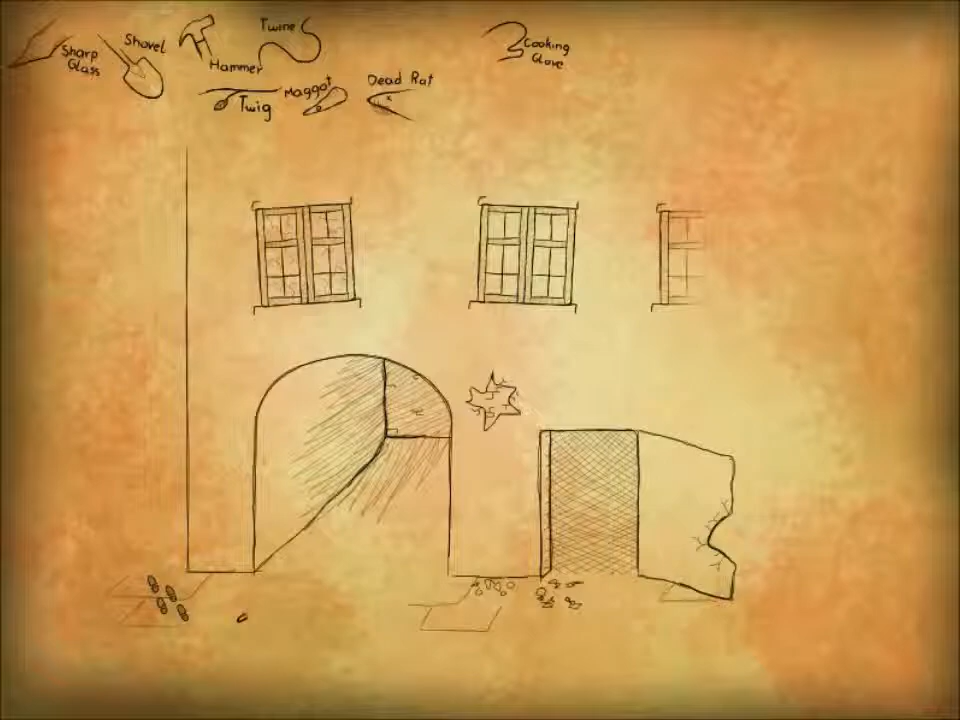 Sharp
Glass
Shovel
Hammer
Twine
Twig
Maggot
Dead Rat
Cooking
Glove